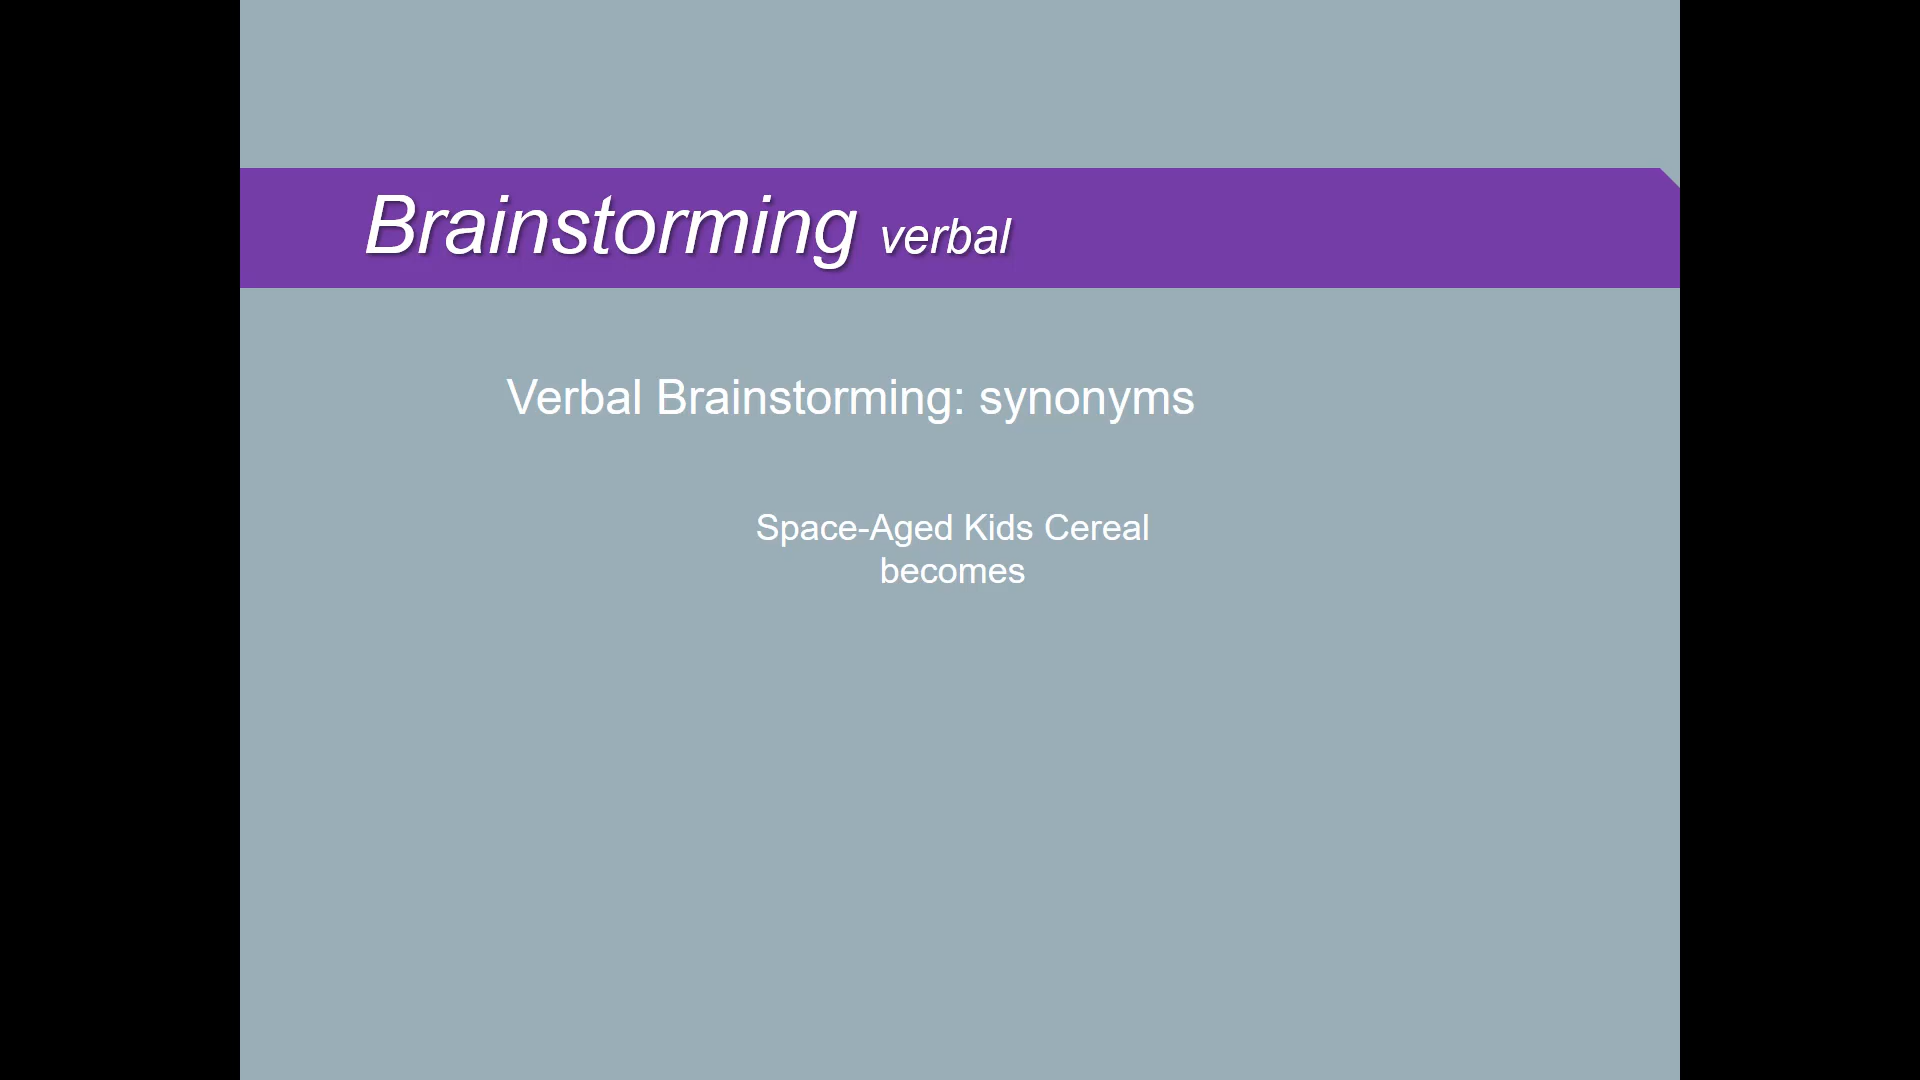 Brainstorming verbal
Verbal Brainstorming: synonyms
Space-Aged Kids Cereal
becomes